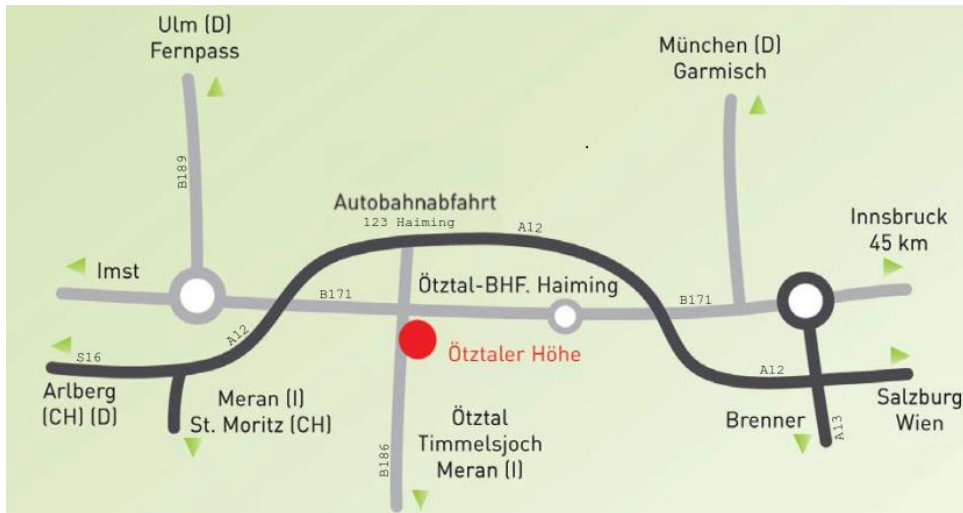 Ulm (D)
Fernpass
München (D)
Garmisch
B189
Autobahnabfahrt
123 Haiming
A12
Innsbruck
45 km
Imst
Ötztal-BHF. Haiming
B171
B171
A12
Ötztaler Höhe
S16
A12
Arlberg
(CH) (D)
Meran (I)
St. Moritz (CH)
Ötztal
Timmelsjoch
Meran (I)
B186
Brenner
A13
Salzburg
Wien